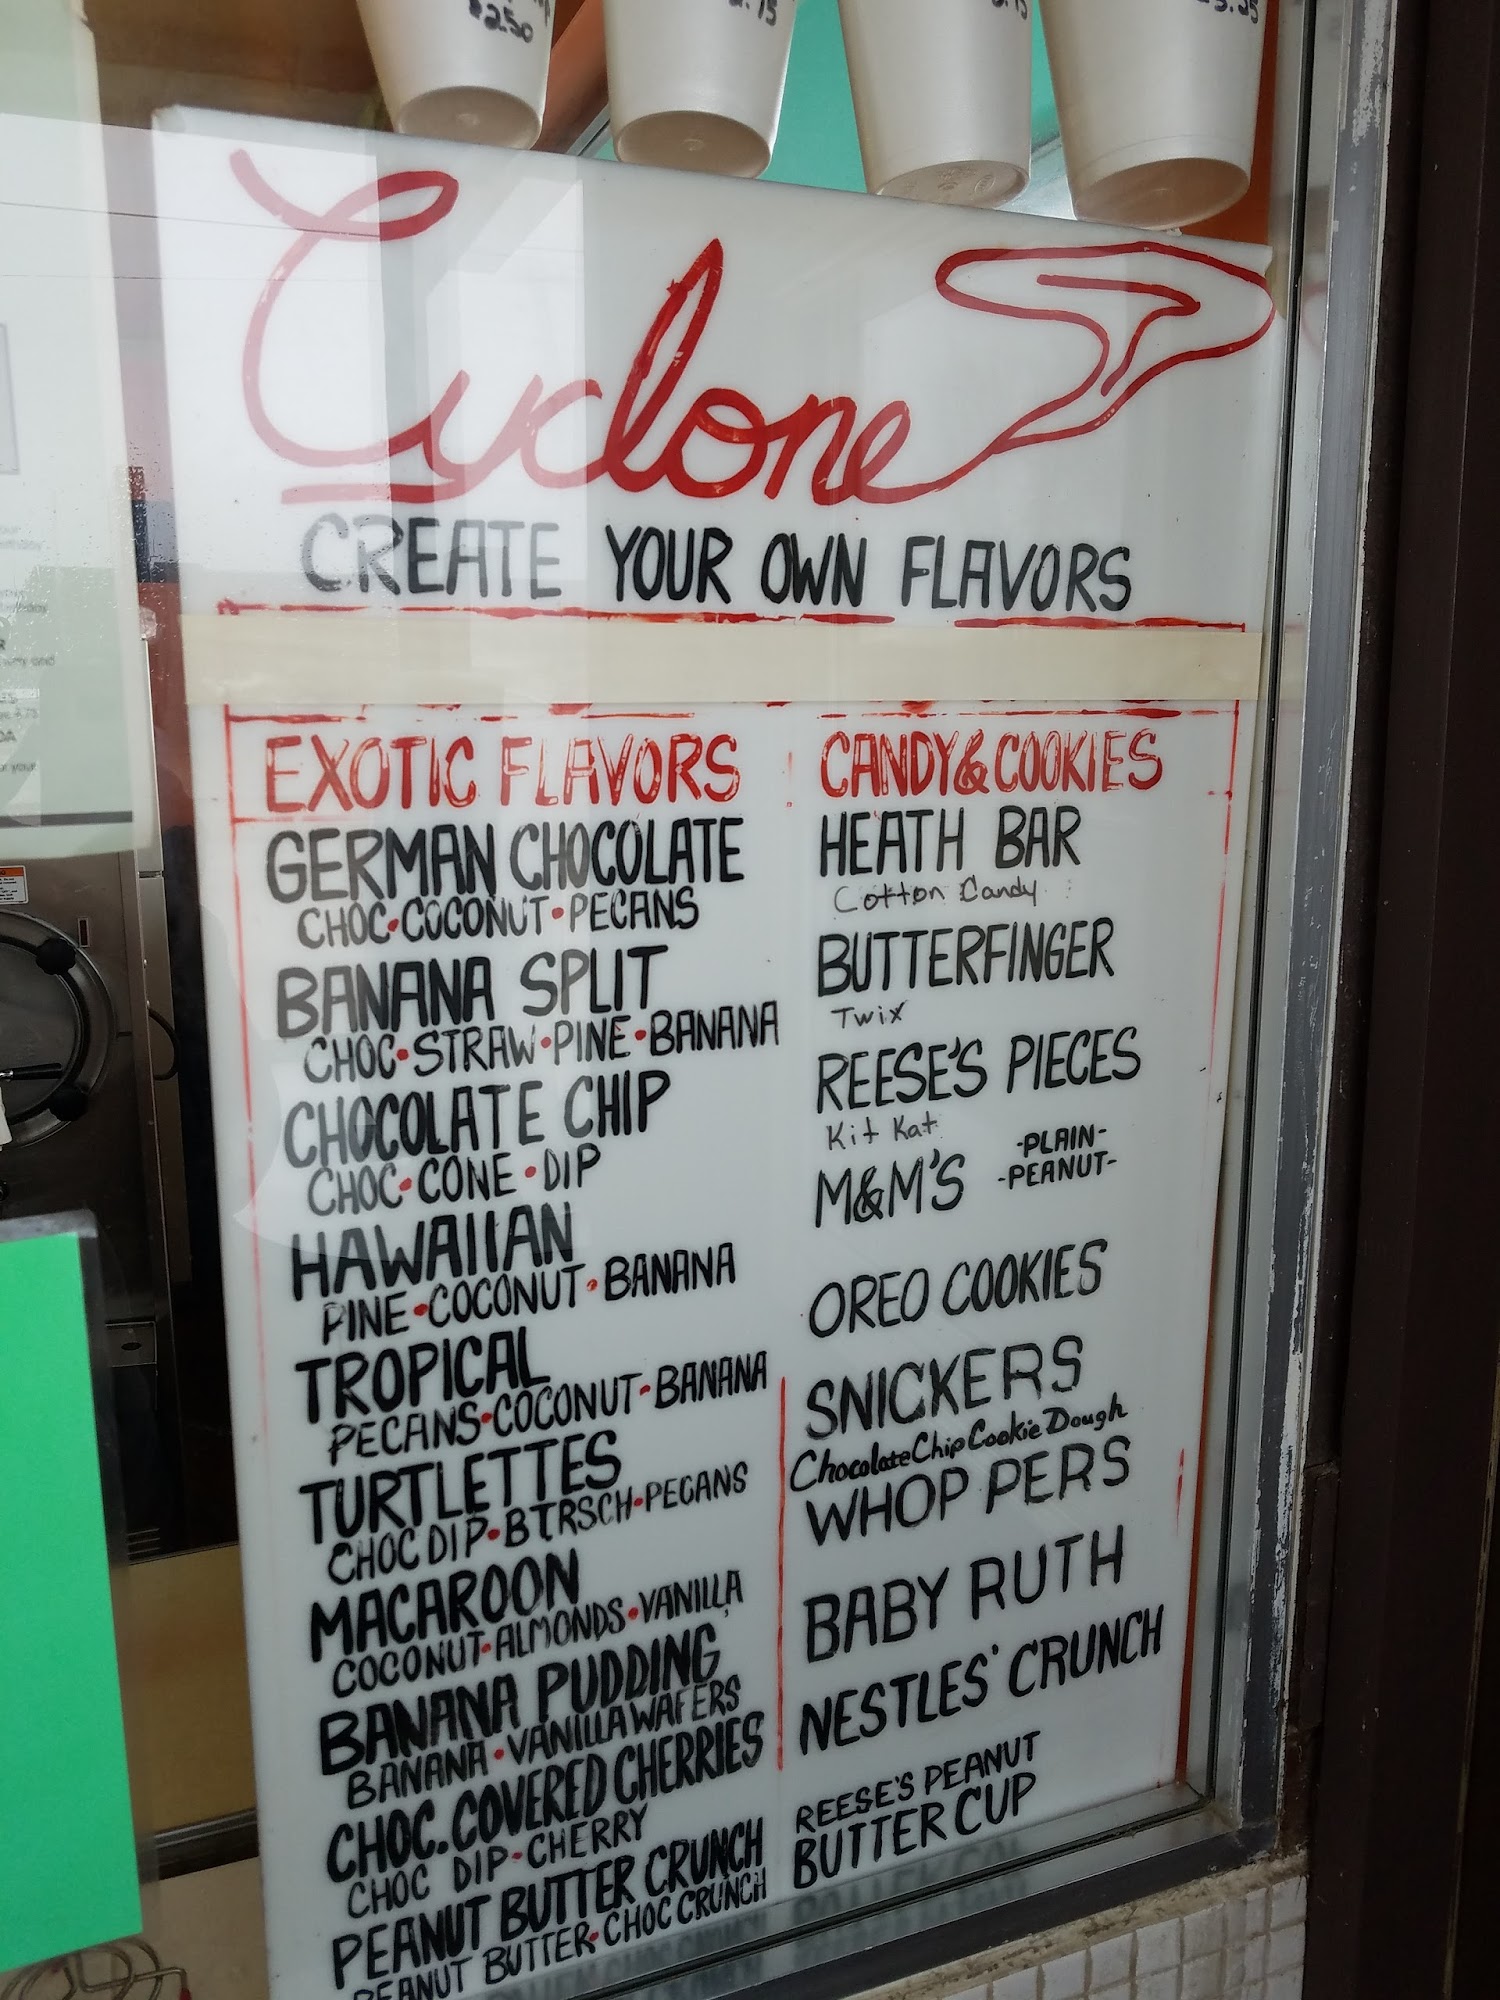 $2.50
Cyclone
CREATE YOUR OWN FLAVORS
EXOTIC FLAVORS
GERMAN CHOCOLATE
CHOC•COCONUT•PECANS
BANANA SPLIT
CHOC•STRAW•PINE•BANANA
CHOCOLATE CHIP
CHOC•CONE•DIP
HAWAIIAN
PINE•COCONUT•BANANA
TROPICAL
PECANS•COCONUT•BANANA
TURTLETTES
CHOC DIP•BTRSCH•PECANS
MACAROON
COCONUT•ALMONDS•VANILLA
BANANA PUDDING
BANANA•VANILLA WAFERS
CHOC. COVERED CHERRIES
CHOC DIP•CHERRY
PEANUT BUTTER CRUNCH
PEANUT BUTTER•CHOC CRUNCH
CANDY & COOKIES
HEATH BAR
Cotton Candy
BUTTERFINGER
Twix
REESE'S PIECES
Kit Kat
M&M'S -PLAIN-
-PEANUT-
OREO COOKIES
SNICKERS
Chocolate Chip Cookie Dough
WHOPPERS
BABY RUTH
NESTLES' CRUNCH
REESE'S PEANUT
BUTTER CUP